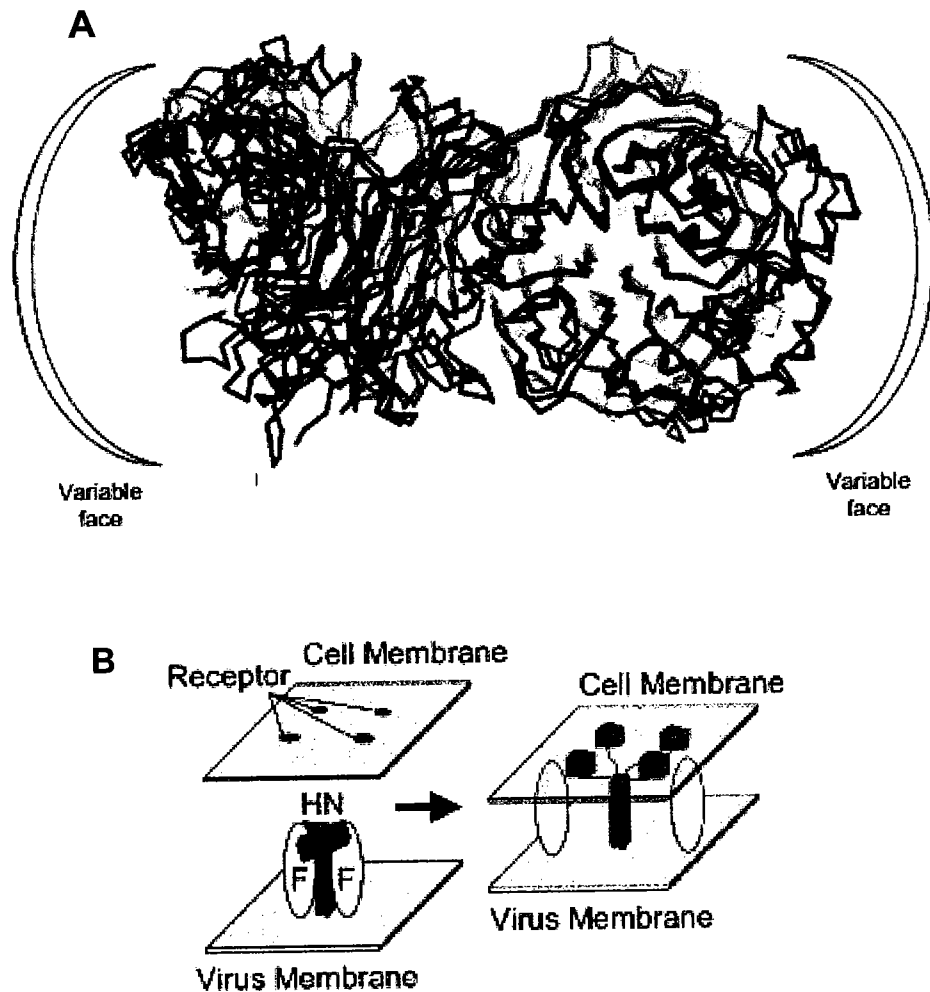 A
Variable
face
Variable
face
B
Receptor
Cell Membrane
HN
F F
Virus Membrane
Cell Membrane
Virus Membrane